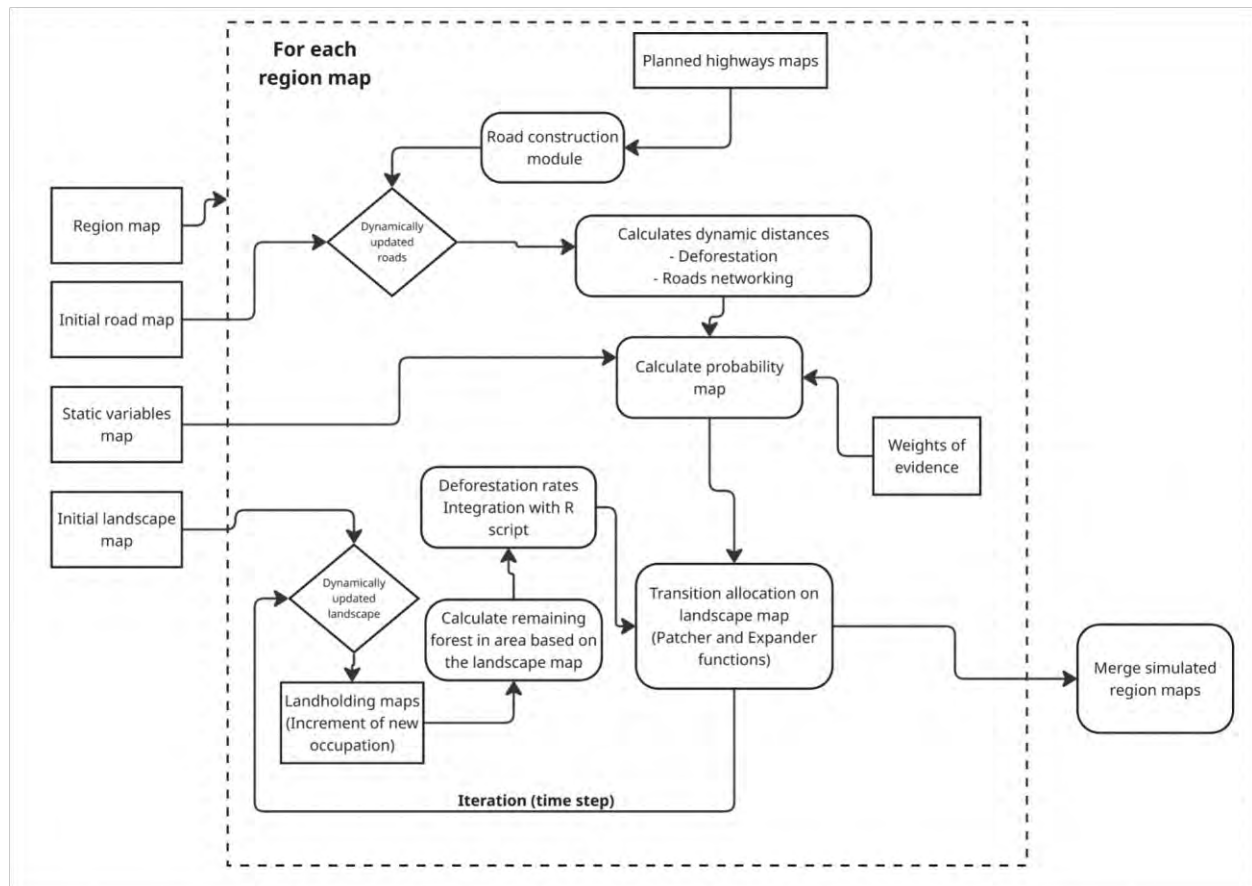 For each
region map
Planned highways maps
Road construction
module
Region map
Dynamically
updated
roads
Calculates dynamic distances
- Deforestation
- Roads networking
Initial road map
Calculate probability
map
Static variables
map
Weights of
evidence
Deforestation rates
Integration with R
script
Initial landscape
map
Dynamically
updated
landscape
Calculate remaining
forest in area based on
the landscape map
Transition allocation on
landscape map
(Patcher and Expander
functions)
Merge simulated
region maps
Landholding maps
(Increment of new
occupation)
Iteration (time step)